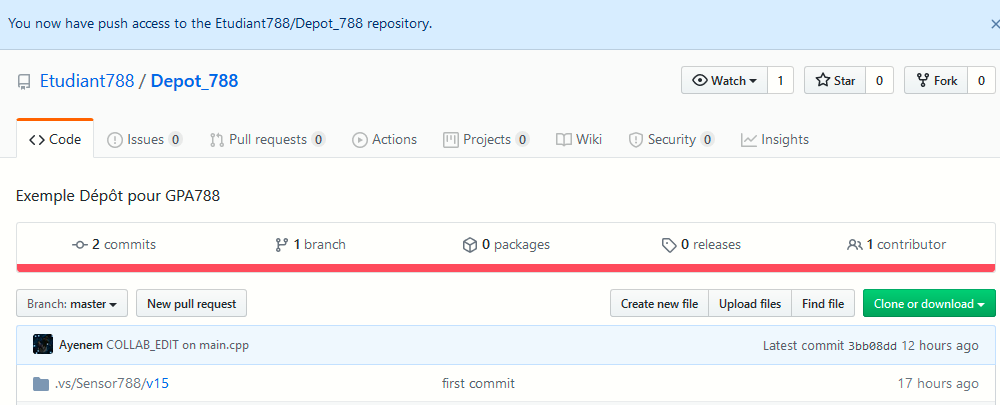 You now have push access to the Etudiant788/Depot_788 repository.
Etudiant788 / Depot_788
Watch 1 Star 0 Fork 0
Code Issues 0 Pull requests 0 Actions Projects 0 Wiki Security 0 Insights
Exemple Dépôt pour GPA788
2 commits 1 branch 0 packages 0 releases 1 contributor
Branch: master New pull request Create new file Upload files Find file Clone or download
Ayenem COLLAB_EDIT on main.cpp Latest commit 3bb08dd 12 hours ago
.vs/Sensor788/v15 first commit 17 hours ago